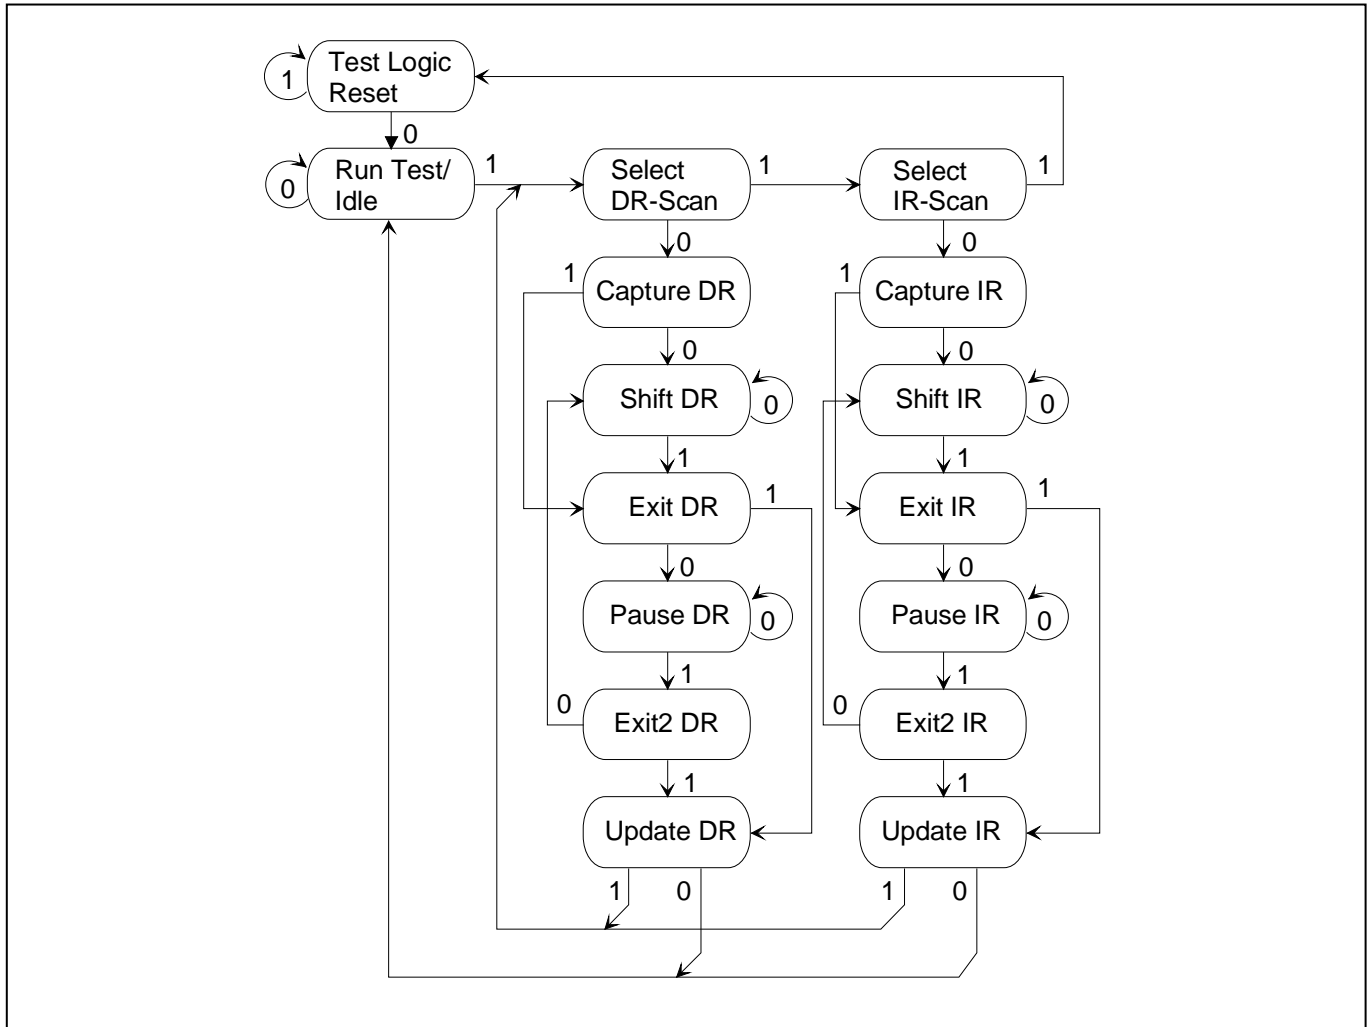 Test Logic
Reset
1
0
Run Test/
Idle
0
1
Select
DR-Scan
1
Select
IR-Scan
1
0
0
1
Capture DR
1
Capture IR
0
0
Shift DR
0
Shift IR
0
1
1
Exit DR
1
Exit IR
1
0
0
Pause DR
0
Pause IR
0
1
1
0
Exit2 DR
0
Exit2 IR
1
1
Update DR
Update IR
1
0
1
0